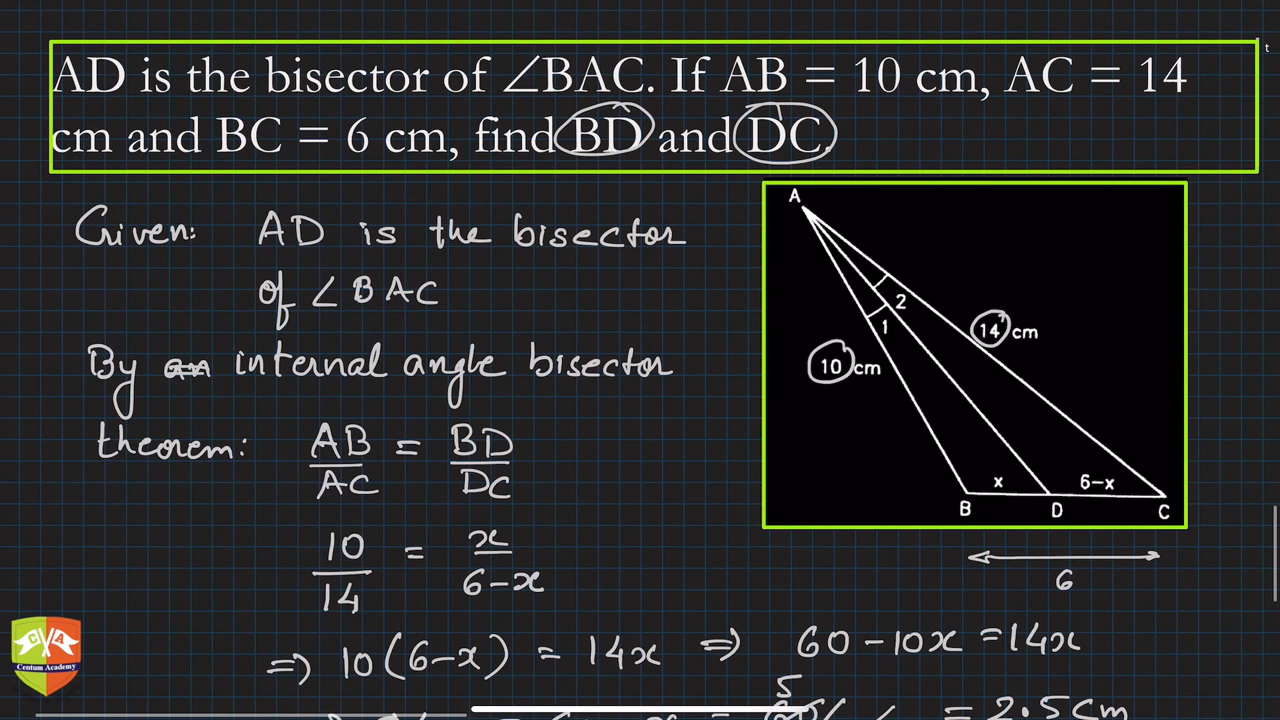 AD is the bisector of ∠BAC. If AB = 10 cm, AC = 14
cm and BC = 6 cm, find BD and DC.
t
Given: AD is the bisector
of ∠BAC
By an internal angle bisector
theorem: AB/AC = BD/DC
10/14 = x/6-x
⇒ 10(6-x) = 14x ⇒ 60-10x = 14x
5
= 2.5cm
A
2
1
14 cm
10 cm
x 6-x
B D C
6
C A
Centum Academy